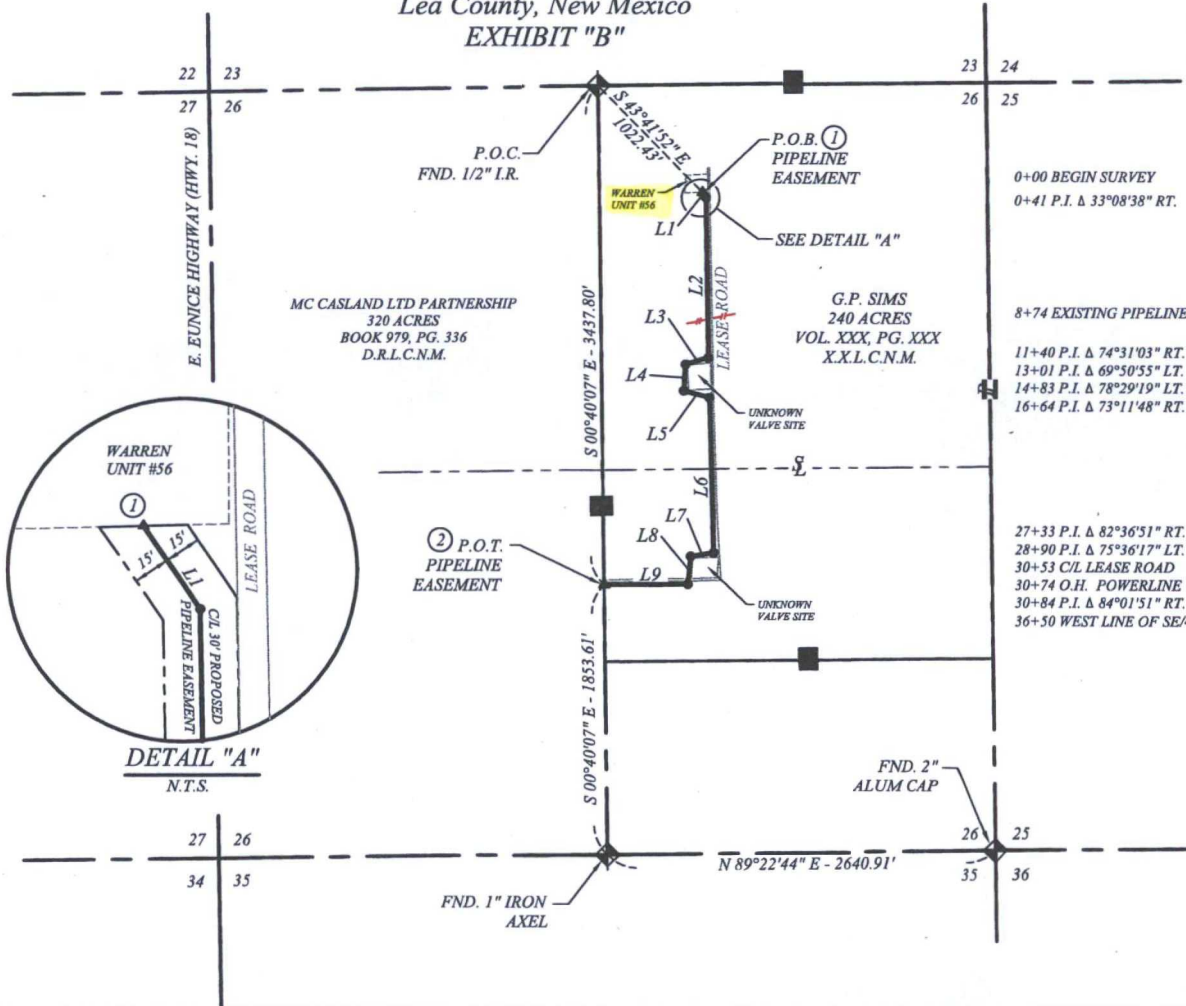 Lea County, New Mexico
EXHIBIT "B"
22 23
27 26
23 24
26 25
E. EUNICE HIGHWAY (HWY. 18)
P.O.C.
FND. 1/2" I.R.
S 43°41'52" E
1022.43'
P.O.B. 1
PIPELINE
EASEMENT
WARREN
UNIT #56
L1
SEE DETAIL "A"
0+00 BEGIN SURVEY
0+41 P.I. Δ 33°08'38" RT.
MC CASLAND LTD PARTNERSHIP
320 ACRES
BOOK 979, PG. 336
D.R.L.C.N.M.
S 00°40'07" E - 3437.80'
L2
LEASE ROAD
G.P. SIMS
240 ACRES
VOL. XXX, PG. XXX
X.X.L.C.N.M.
L3
L4
L5
UNKNOWN
VALVE SITE
8+74 EXISTING PIPELINE
11+40 P.I. Δ 74°31'03" RT.
13+01 P.I. Δ 69°50'55" LT.
14+83 P.I. Δ 78°29'19" LT.
16+64 P.I. Δ 73°11'48" RT.
L6
L7
L8
L9
2 P.O.T.
PIPELINE
EASEMENT
UNKNOWN
VALVE SITE
27+33 P.I. Δ 82°36'51" RT.
28+90 P.I. Δ 75°36'17" LT.
30+53 C/L LEASE ROAD
30+74 O.H. POWERLINE
30+84 P.I. Δ 84°01'51" RT.
36+50 WEST LINE OF SE/
WARREN
UNIT #56
1
15' 15'
L1
LEASE ROAD
C/L 30' PROPOSED
PIPELINE EASEMENT
DETAIL "A"
N.T.S.
S 00°40'07" E - 1853.61'
FND. 2"
ALUM CAP
27 26
34 35
26 25
35 36
N 89°22'44" E - 2640.91'
FND. 1" IRON
AXEL